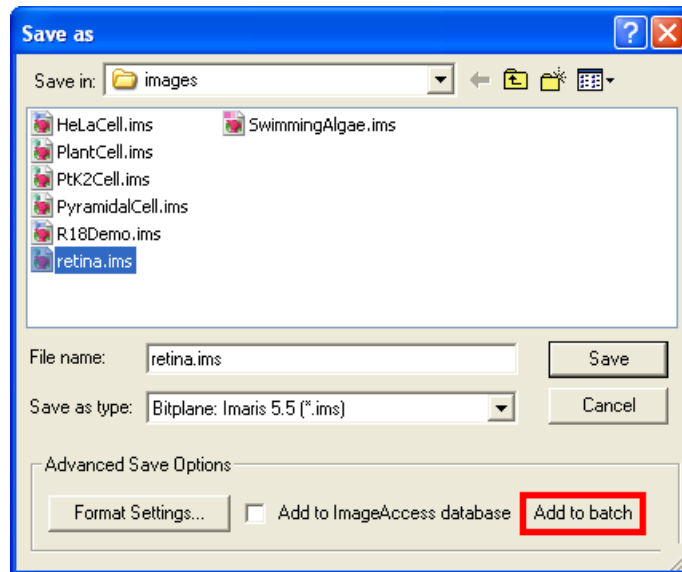 Save as
Save in: images
HeLaCell.ims SwimmingAlgae.ims
PlantCell.ims
PtK2Cell.ims
PyramidalCell.ims
R18Demo.ims
retina.ims
File name: retina.ims Save
Save as type: Bitplane: Imaris 5.5 (*.ims) Cancel
Advanced Save Options
Format Settings... Add to ImageAccess database Add to batch